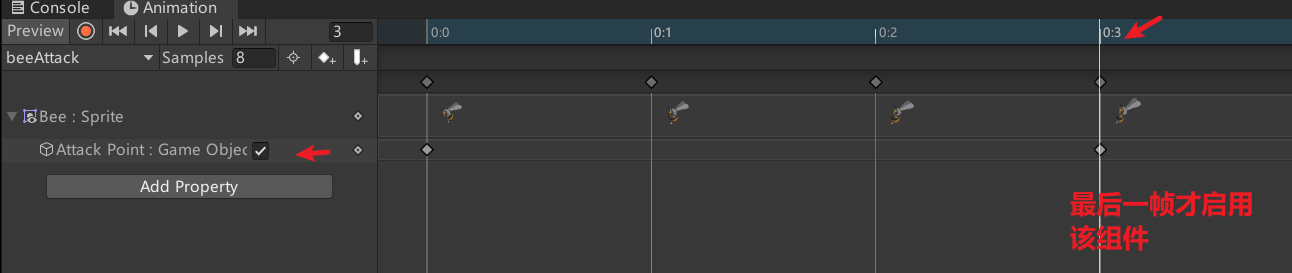 Console
Animation
Preview
3
0:0
0:1
0:2
0:3
beeAttack
Samples
8
Bee : Sprite
Attack Point : Game Objec
Add Property
最后一帧才启用
该组件